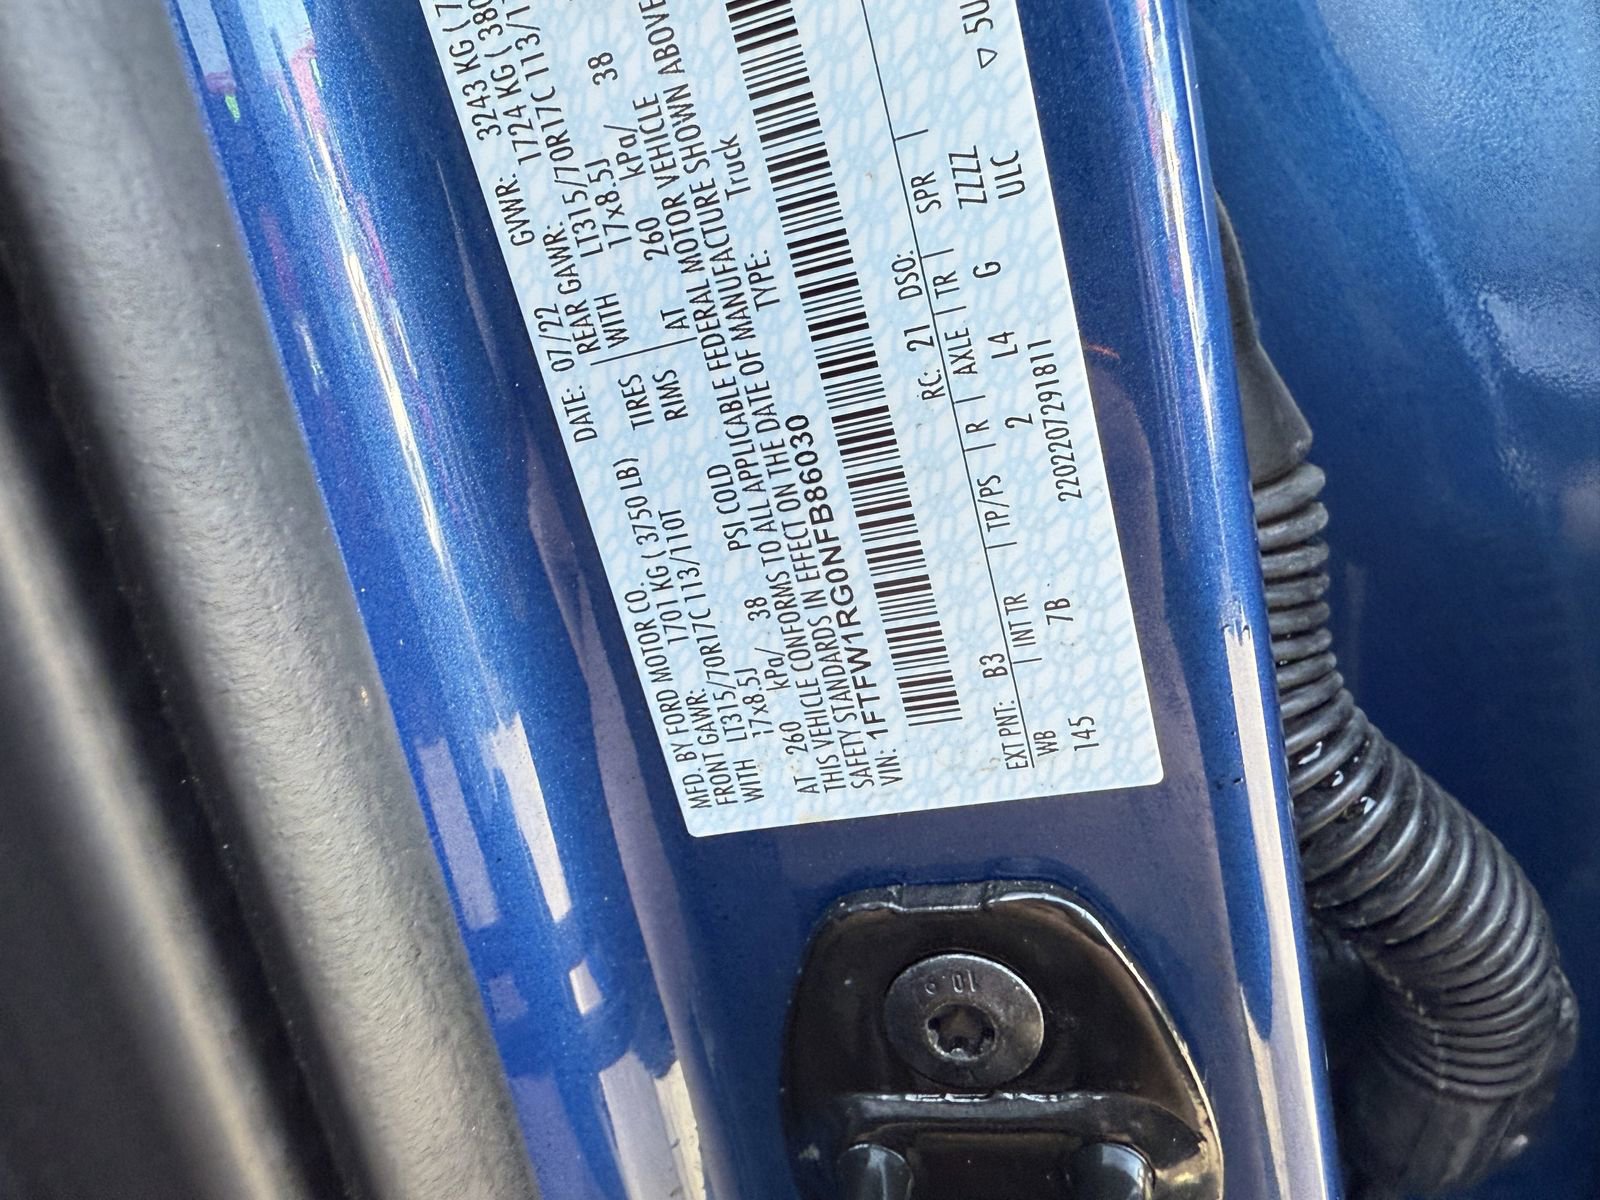 MFD. BY FORD MOTOR CO.
DATE: 07/22
GVWR: 3243 KG
FRONT GAWR: 1701 KG ( 3750 LB)
REAR GAWR: 1724 KG
LT315/70R17C 113/110T
TIRES
LT315/70R17C 113/1
WITH 17x8.5J
RIMS
WITH 17x8.5J
AT 260 kPa/ 38 PSI COLD
AT 260 kPa/ 38
THIS VEHICLE CONFORMS TO ALL APPLICABLE FEDERAL MOTOR VEHICLE
SAFETY STANDARDS IN EFFECT ON THE DATE OF MANUFACTURE SHOWN ABOVE
VIN: 1FTFW1RG0NFB86030
TYPE: Truck
EXT PNT: B3
RC: 21 DSO:
WB | INT TR | TP/PS | R | AXLE | TR | SPR |
145 7B 2 L4 G ZZZZ
2202207291811 ULC ▽ 5U
10.9